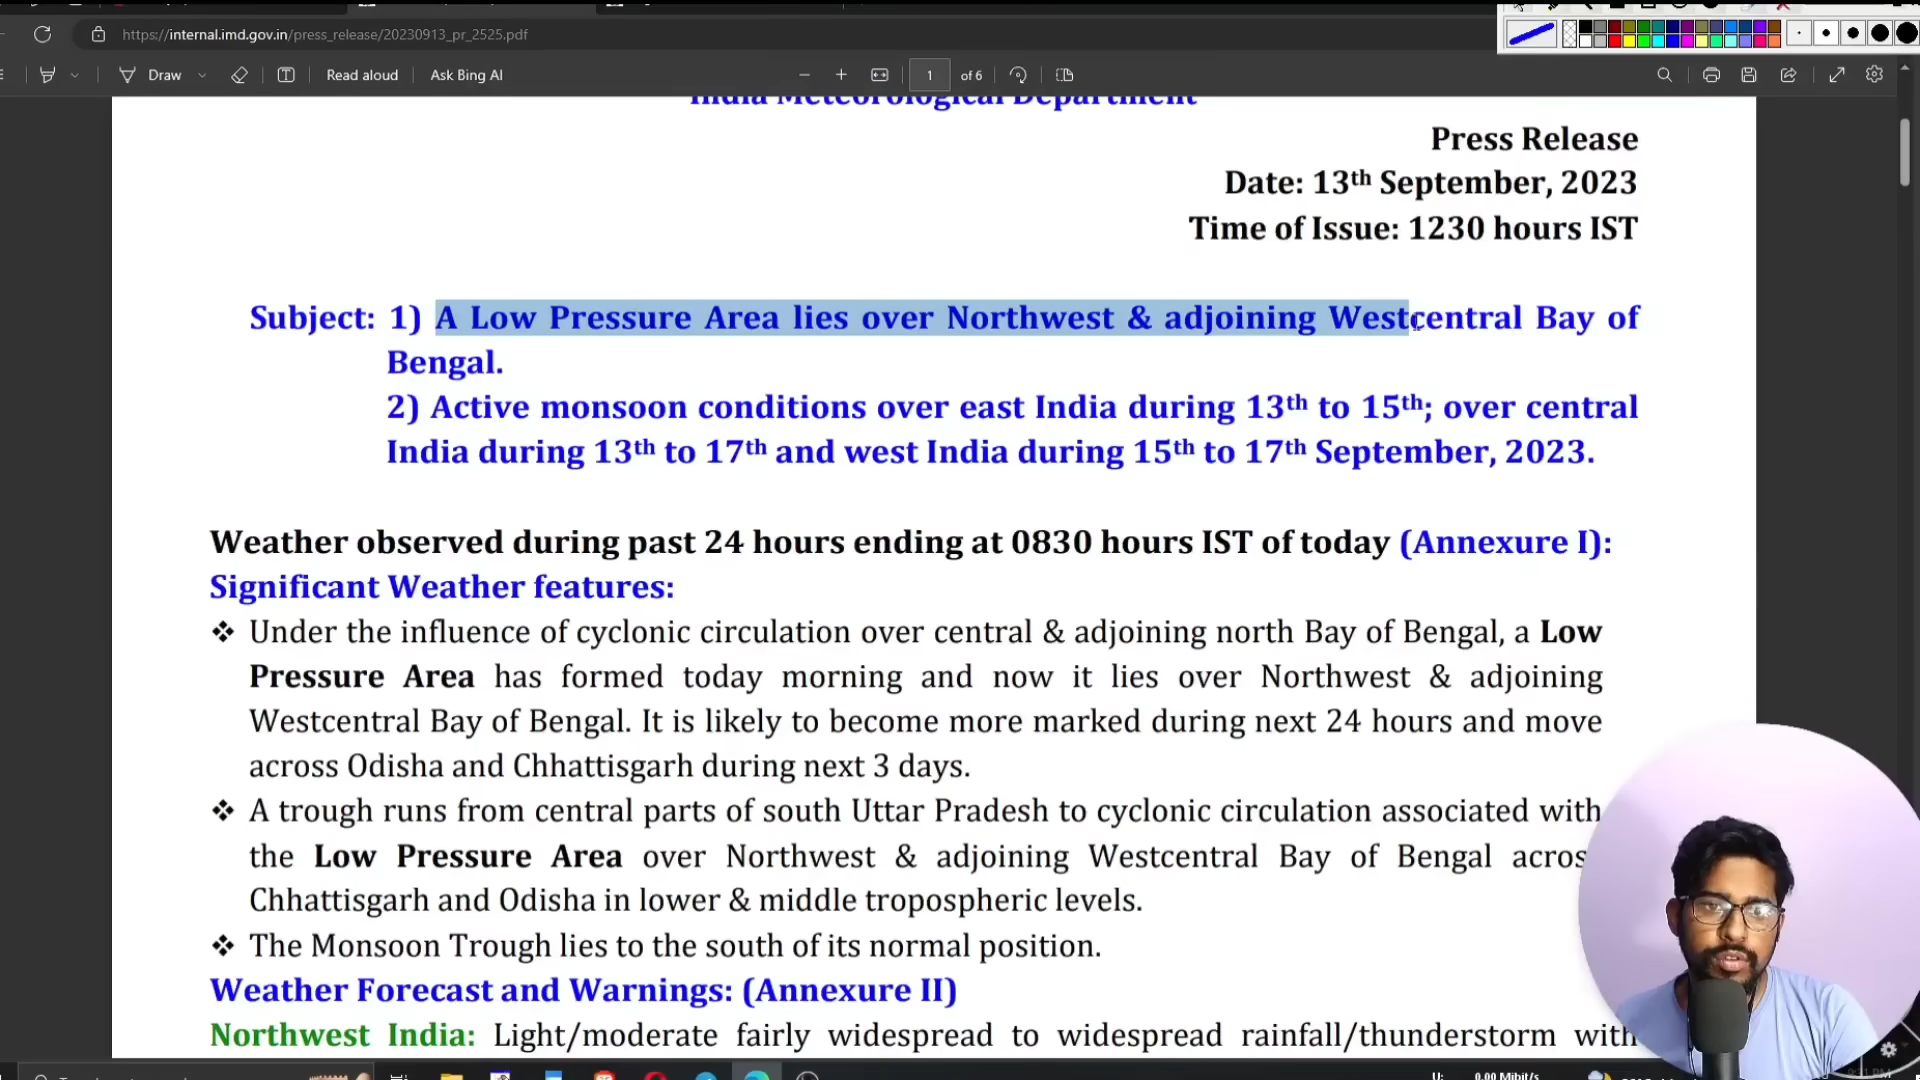 https://internal.imd.gov.in/press_release/20230913_pr_2525.pdf
Draw
Read aloud
Ask Bing AI
1
of 6
India Meteorological Department
Press Release
Date: 13th September, 2023
Time of Issue: 1230 hours IST
Subject: 1) A Low Pressure Area lies over Northwest & adjoining Westcentral Bay of
Bengal.
2) Active monsoon conditions over east India during 13th to 15th; over central
India during 13th to 17th and west India during 15th to 17th September, 2023.
Weather observed during past 24 hours ending at 0830 hours IST of today (Annexure I):
Significant Weather features:
❖ Under the influence of cyclonic circulation over central & adjoining north Bay of Bengal, a Low
Pressure Area has formed today morning and now it lies over Northwest & adjoining
Westcentral Bay of Bengal. It is likely to become more marked during next 24 hours and move
across Odisha and Chhattisgarh during next 3 days.
❖ A trough runs from central parts of south Uttar Pradesh to cyclonic circulation associated with
the Low Pressure Area over Northwest & adjoining Westcentral Bay of Bengal acros
Chhattisgarh and Odisha in lower & middle tropospheric levels.
❖ The Monsoon Trough lies to the south of its normal position.
Weather Forecast and Warnings: (Annexure II)
Northwest India: Light/moderate fairly widespread to widespread rainfall/thunderstorm with
U: 0.00 Mibit/s